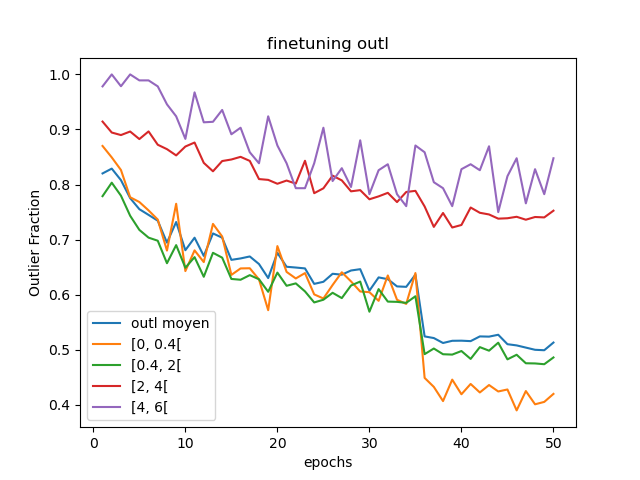 finetuning outl
Outlier Fraction
1.0
0.9
0.8
0.7
0.6
0.5
0.4
outl moyen
[0, 0.4[
[0.4, 2[
[2, 4[
[4, 6[
0 10 20 30 40 50
epochs